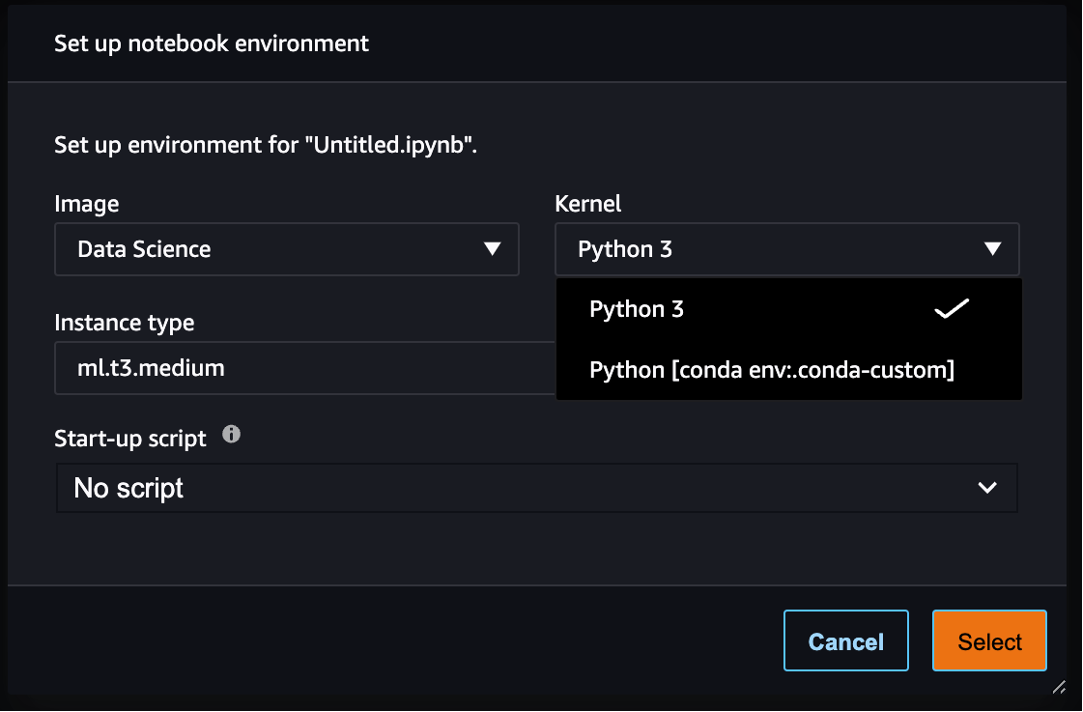 Set up notebook environment
Set up environment for "Untitled.ipynb".
Image
Kernel
Data Science
Python 3
Python 3
Python [conda env:.conda-custom]
Instance type
ml.t3.medium
Start-up script
No script
Cancel
Select